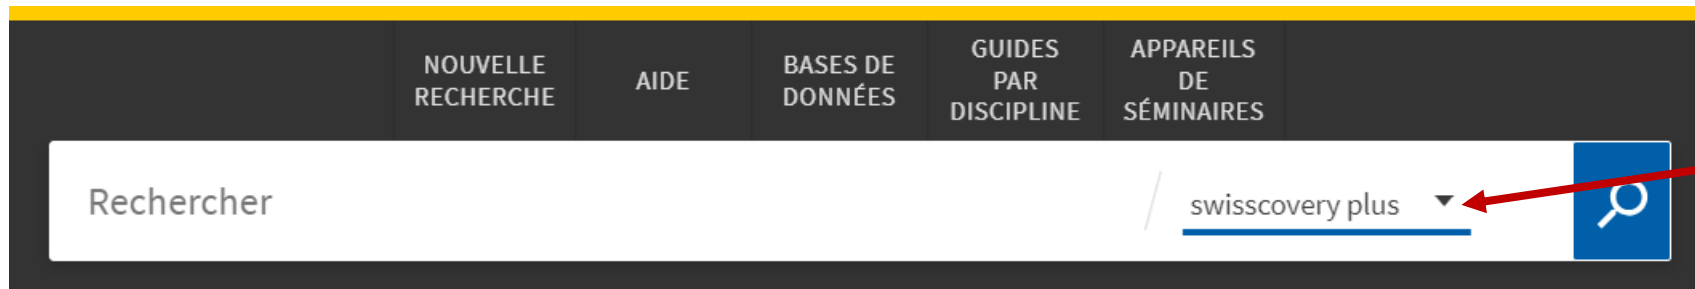 NOUVELLE
RECHERCHE
AIDE
BASES DE
DONNÉES
GUIDES
PAR
DISCIPLINE
APPAREILS
DE
SÉMINAIRES
Rechercher
swisscovery plus